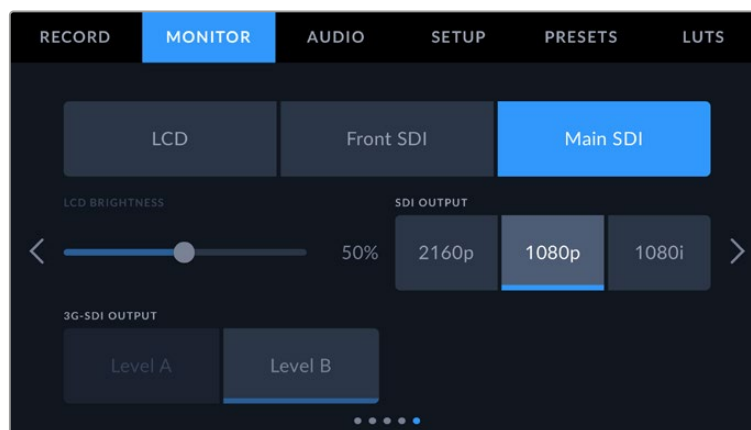 RECORD MONITOR AUDIO SETUP PRESETS LUTS
LCD Front SDI Main SDI
LCD BRIGHTNESS SDI OUTPUT
50% 2160p 1080p 1080i
3G-SDI OUTPUT
Level A Level B